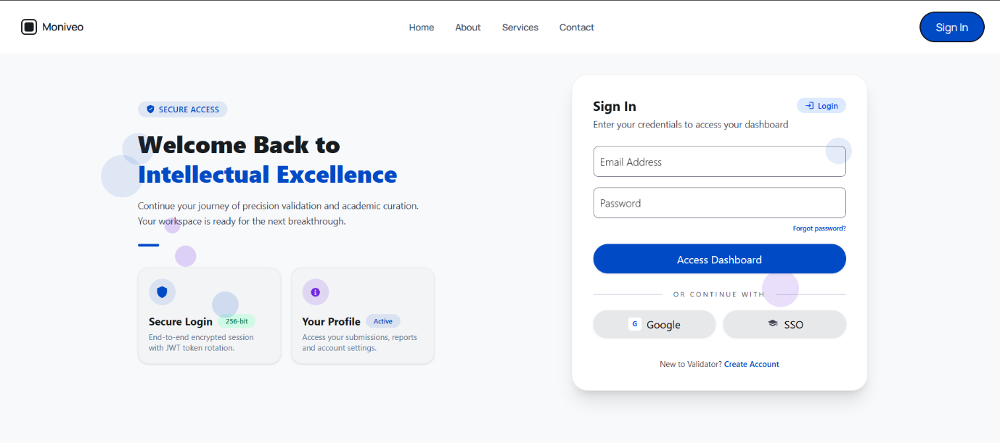 Moniveo
Home
About
Services
Contact
Sign In
SECURE ACCESS
Welcome Back to
Intellectual Excellence
Continue your journey of precision validation and academic curation.
Your workspace is ready for the next breakthrough.
Secure Login
256-bit
End-to-end encrypted session
with JWT token rotation.
Your Profile
Active
Access your submissions, reports
and account settings.
Sign In
Login
Enter your credentials to access your dashboard
Email Address
Password
Forgot password?
Access Dashboard
OR CONTINUE WITH
G Google
SSO
New to Validator? Create Account